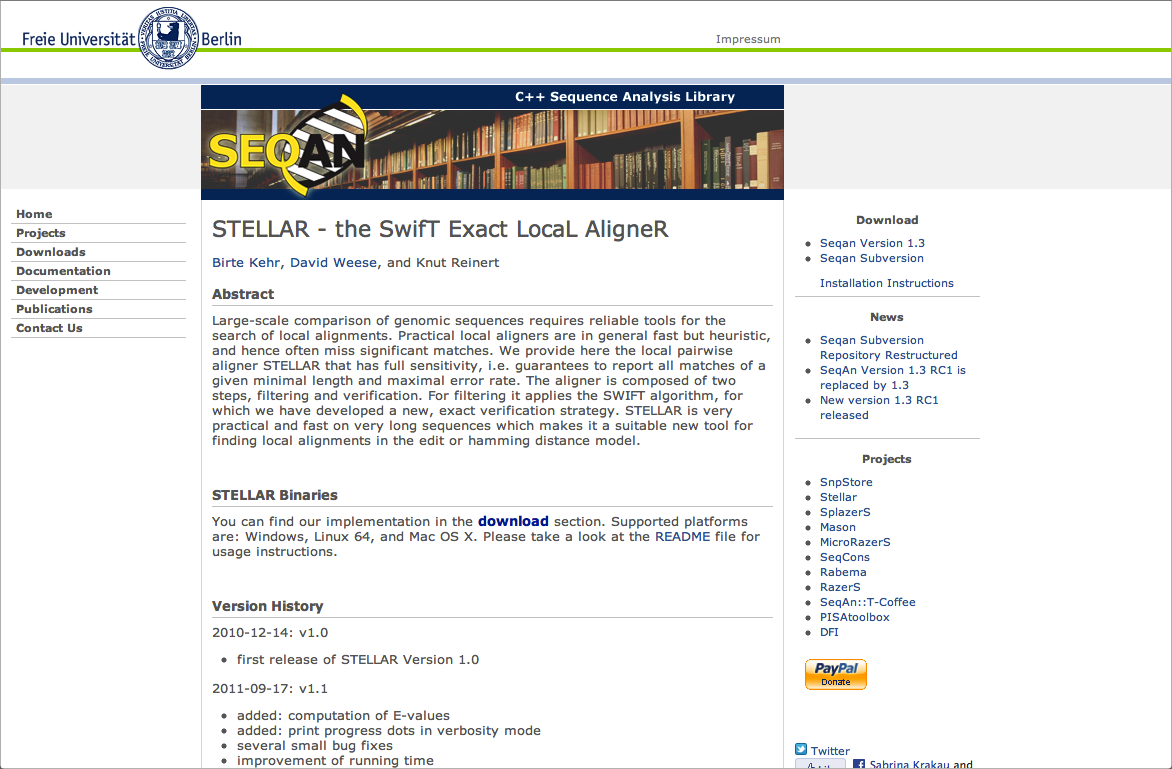 Freie Universität Berlin
Impressum
C++ Sequence Analysis Library
SEQAN
Home
Projects
Downloads
Documentation
Development
Publications
Contact Us
STELLAR - the SwifT Exact LocaL AligneR
Birte Kehr, David Weese, and Knut Reinert
Abstract
Large-scale comparison of genomic sequences requires reliable tools for the
search of local alignments. Practical local aligners are in general fast but heuristic,
and hence often miss significant matches. We provide here the local pairwise
aligner STELLAR that has full sensitivity, i.e. guarantees to report all matches of a
given minimal length and maximal error rate. The aligner is composed of two
steps, filtering and verification. For filtering it applies the SWIFT algorithm, for
which we have developed a new, exact verification strategy. STELLAR is very
practical and fast on very long sequences which makes it a suitable new tool for
finding local alignments in the edit or hamming distance model.
STELLAR Binaries
You can find our implementation in the download section. Supported platforms
are: Windows, Linux 64, and Mac OS X. Please take a look at the README file for
usage instructions.
Version History
2010-12-14: v1.0
first release of STELLAR Version 1.0
2011-09-17: v1.1
added: computation of E-values
added: print progress dots in verbosity mode
several small bug fixes
improvement of running time
Download
Seqan Version 1.3
Seqan Subversion
Installation Instructions
News
Seqan Subversion
Repository Restructured
SeqAn Version 1.3 RC1 is
replaced by 1.3
New version 1.3 RC1
released
Projects
SnpStore
Stellar
SplazerS
Mason
MicroRazerS
SeqCons
Rabema
RazerS
SeqAn::T-Coffee
PISAtoolbox
DFI
PayPal
Donate
Twitter
Sabrina Krakau and